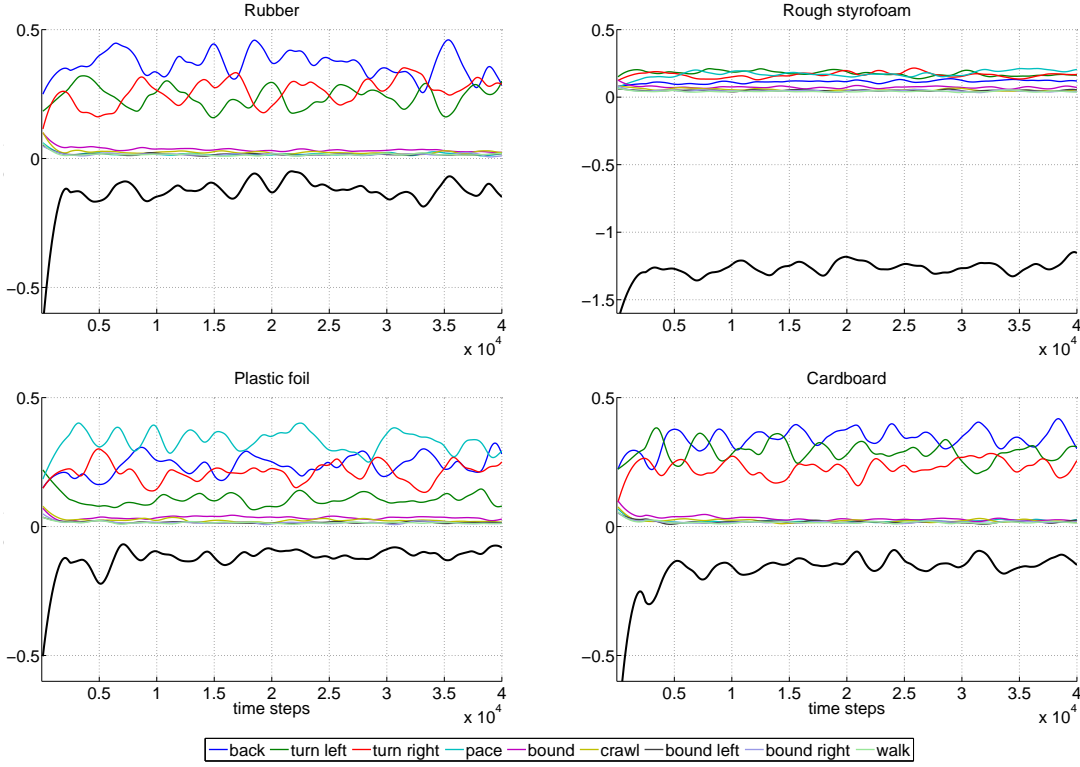 Rubber
0.5
0
−0.5
0.5 1 1.5 2 2.5 3 3.5 4
x 10^4
Rough styrofoam
0.5
0
−0.5
−1
−1.5
0.5 1 1.5 2 2.5 3 3.5 4
x 10^4
Plastic foil
0.5
0
−0.5
0.5 1 1.5 2 2.5 3 3.5 4
time steps
x 10^4
Cardboard
0.5
0
−0.5
0.5 1 1.5 2 2.5 3 3.5 4
time steps
x 10^4
back turn left turn right pace bound crawl bound left bound right walk